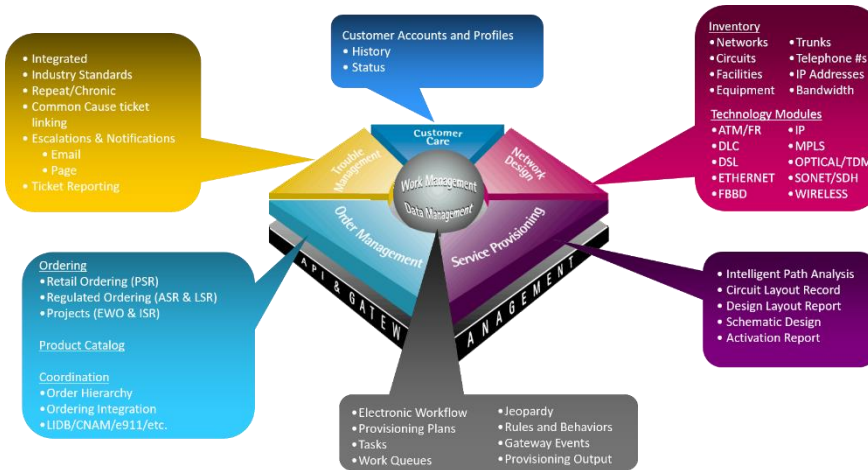 Customer Accounts and Profiles
• History
• Status
• Integrated
• Industry Standards
• Repeat/Chronic
• Common Cause ticket
linking
• Escalations & Notifications
• Email
• Page
• Ticket Reporting
Inventory
• Networks
• Circuits
• Facilities
• Equipment
• Trunks
• Telephone #s
• IP Addresses
• Bandwidth
Technology Modules
• ATM/FR
• DLC
• DSL
• ETHERNET
• FBBD
• IP
• MPLS
• OPTICAL/TDM
• SONET/SDH
• WIRELESS
Customer
Care
Trouble
Management
Network
Design
Work Management
Data Management
Order Management
Service Provisioning
API & GATEW
ANAGEMENT
Ordering
• Retail Ordering (PSR)
• Regulated Ordering (ASR & LSR)
• Projects (EWO & ISR)
Product Catalog
Coordination
• Order Hierarchy
• Ordering Integration
• LIDB/CNAM/e911/etc.
• Intelligent Path Analysis
• Circuit Layout Record
• Design Layout Report
• Schematic Design
• Activation Report
• Electronic Workflow
• Provisioning Plans
• Tasks
• Work Queues
• Jeopardy
• Rules and Behaviors
• Gateway Events
• Provisioning Output